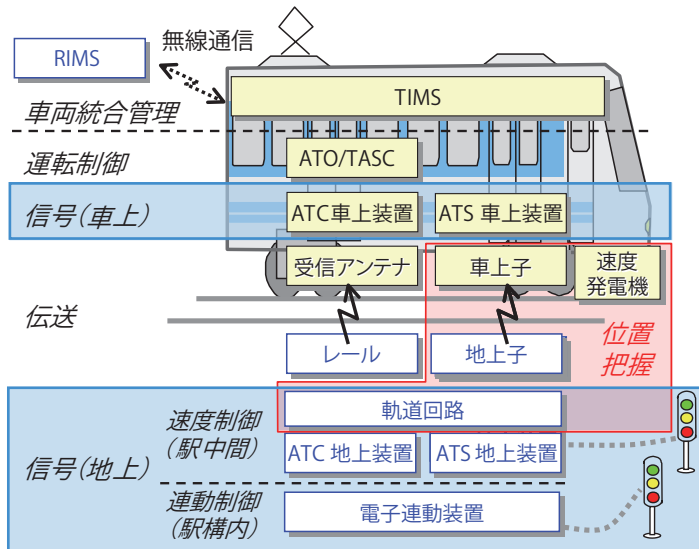 無線通信
RIMS
TIMS
車両統合管理
運転制御
ATO/TASC
信号(車上)
ATC車上装置
ATS 車上装置
受信アンテナ
車上子
速度
発電機
伝送
レール
地上子
位置
把握
軌道回路
速度制御
(駅中間)
ATC 地上装置
ATS 地上装置
信号(地上)
連動制御
(駅構内)
電子連動装置